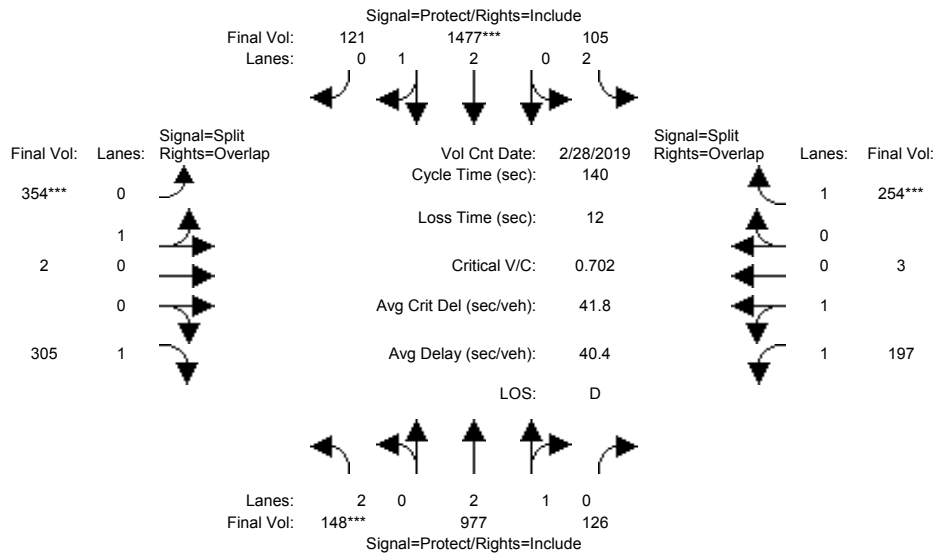 Signal=Protect/Rights=Include
Final Vol: 121 1477*** 105
Lanes: 0 1 2 0 2
Signal=Split Signal=Split
Final Vol: Lanes: Rights=Overlap Vol Cnt Date: 2/28/2019 Rights=Overlap Lanes: Final Vol:
Cycle Time (sec): 140
354*** 0 1 254***
Loss Time (sec): 12
1 0
2 0 Critical V/C: 0.702 0 3
0 Avg Crit Del (sec/veh): 41.8 1
305 1 Avg Delay (sec/veh): 40.4 1 197
LOS: D
Lanes: 2 0 2 1 0
Final Vol: 148*** 977 126
Signal=Protect/Rights=Include